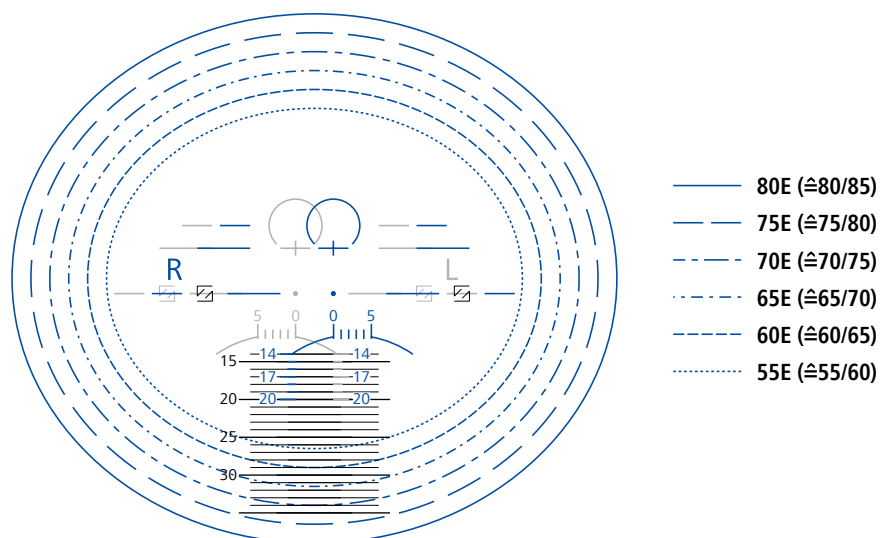 R L
5 0 0 5
14 14
15
17 17
20 20 20
25
30
80E (≙80/85)
75E (≙75/80)
70E (≙70/75)
65E (≙65/70)
60E (≙60/65)
55E (≙55/60)